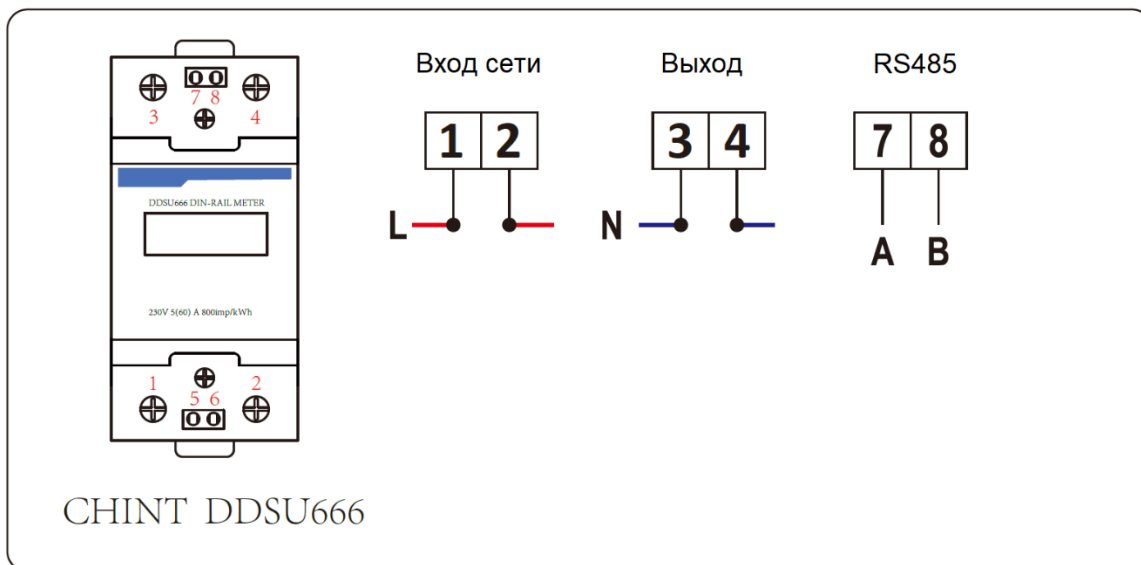 Вход сети Выход RS485
7 8
3 4
1 2 3 4 7 8
DDSU666 DIN-RAIL METER
L N
A B
230V 5(60) A 800imp/kWh
1 2
5 6
CHINT DDSU666